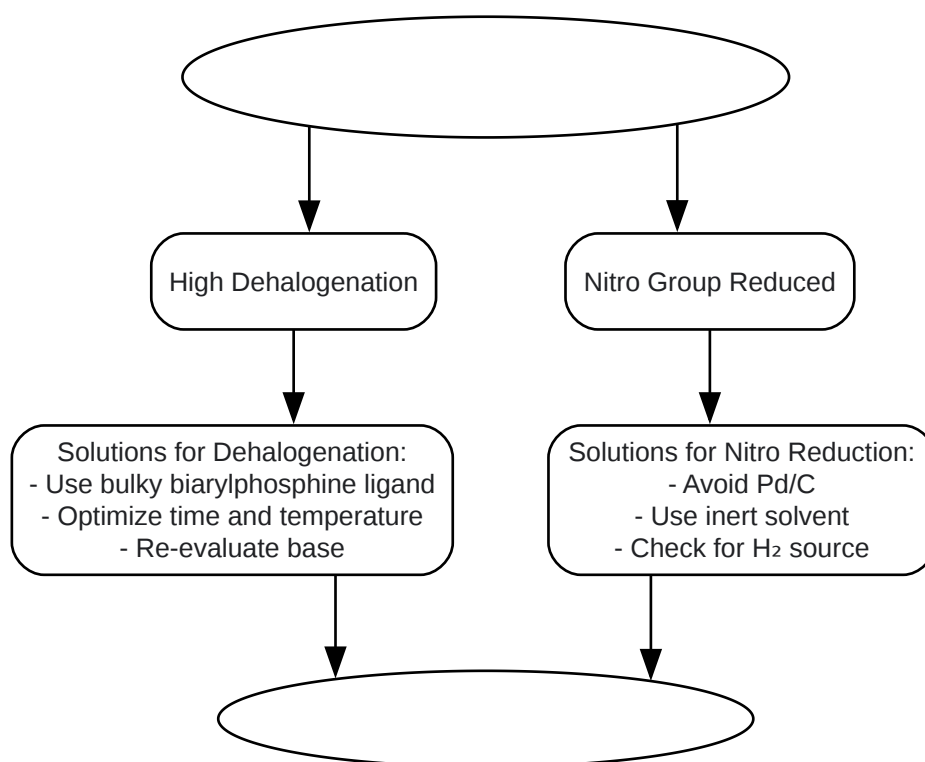 High Dehalogenation
Nitro Group Reduced
Solutions for Dehalogenation:
- Use bulky biarylphosphine ligand
- Optimize time and temperature
- Re-evaluate base
Solutions for Nitro Reduction:
- Avoid Pd/C
- Use inert solvent
- Check for H₂ source